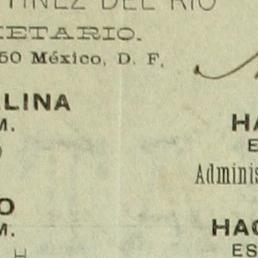 TINEZ DEL RIO
IETARIO.
50 México, D. F.
LINA
M.
O
M.
H
HA
E
Adminis
HAC
ES